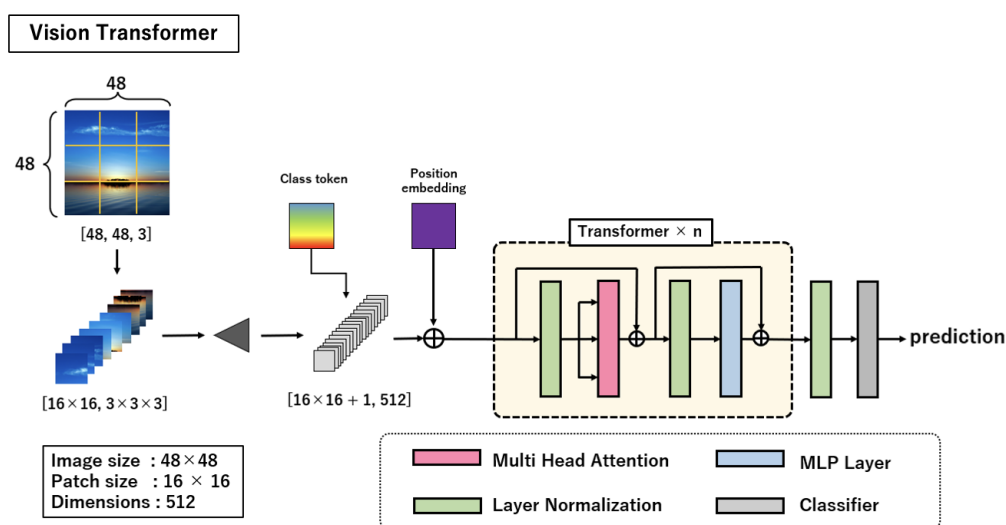 Vision Transformer
48
48
[48, 48, 3]
Class token
Position
embedding
Transformer × n
[16×16, 3×3×3]
[16×16 + 1, 512]
prediction
Image size : 48×48
Patch size : 16 × 16
Dimensions : 512
Multi Head Attention
MLP Layer
Layer Normalization
Classifier